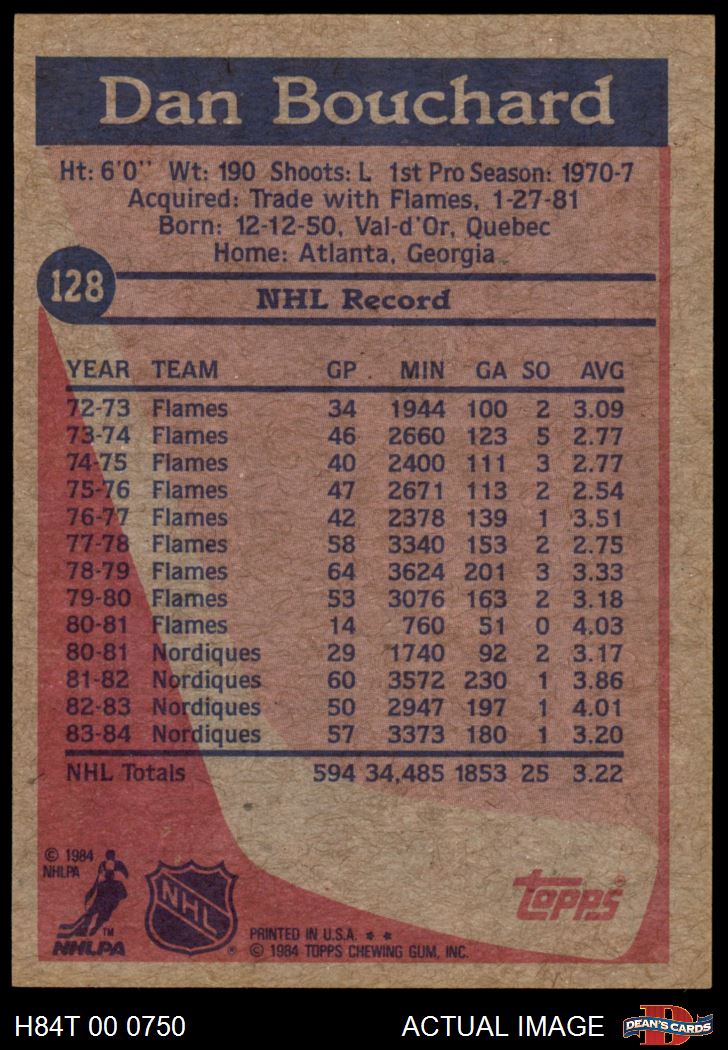 Dan Bouchard
Ht: 6'0" Wt: 190 Shoots: L 1st Pro Season: 1970-7
Acquired: Trade with Flames, 1-27-81
Born: 12-12-50, Val-d'Or, Quebec
Home: Atlanta, Georgia
128
NHL Record
YEAR TEAM GP MIN GA SO AVG
72-73 Flames 34 1944 100 2 3.09
73-74 Flames 46 2660 123 5 2.77
74-75 Flames 40 2400 111 3 2.77
75-76 Flames 47 2671 113 2 2.54
76-77 Flames 42 2378 139 1 3.51
77-78 Flames 58 3340 153 2 2.75
78-79 Flames 64 3624 201 3 3.33
79-80 Flames 53 3076 163 2 3.18
80-81 Flames 14 760 51 0 4.03
80-81 Nordiques 29 1740 92 2 3.17
81-82 Nordiques 60 3572 230 1 3.86
82-83 Nordiques 50 2947 197 1 4.01
83-84 Nordiques 57 3373 180 1 3.20
NHL Totals 594 34,485 1853 25 3.22
© 1984
NHLPA
TM
NHLPA
NHL
®
topps®
PRINTED IN U.S.A. * *
© 1984 TOPPS CHEWING GUM, INC.
H84T 00 0750 ACTUAL IMAGE
D
DEAN'S CARDS